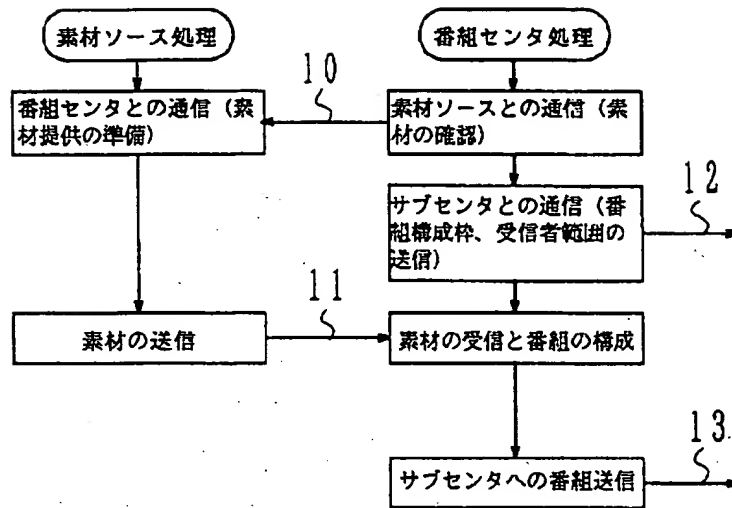 素材ソース処理
番組センタ処理
10
番組センタとの通信(素
材提供の準備)
素材ソースとの通信(素
材の確認)
12
サブセンタとの通信(番
組構成枠、受信者範囲の
送信)
11
素材の送信
素材の受信と番組の構成
13
サブセンタへの番組送信